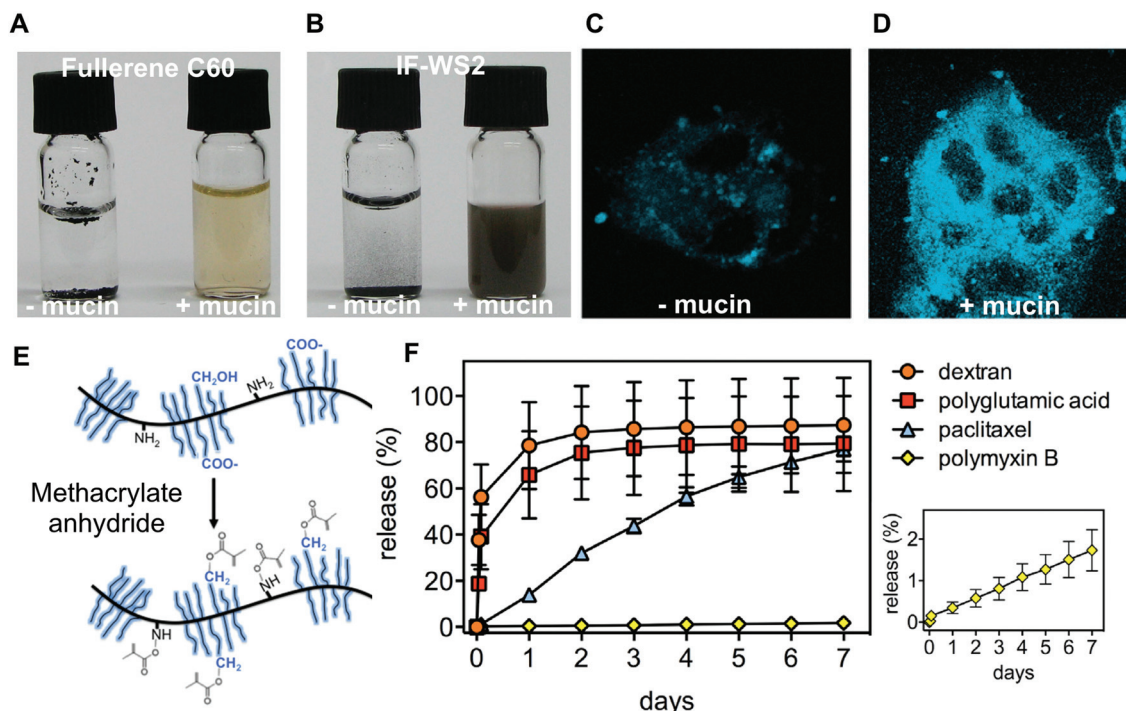 A
B
C
D
Fullerene C60
IF-WS2
- mucin
+ mucin
- mucin
+ mucin
- mucin
+ mucin
E
COO-
CH2OH
NH2
NH2
COO-
Methacrylate
anhydride
O
O
O
O
CH2
CH2
O
O
NH
NH
O
O
CH2
O
O
F
release (%)
100
80
60
40
20
0
0 1 2 3 4 5 6 7
days
dextran
polyglutamic acid
paclitaxel
polymyxin B
release (%)
2
1
0
0 1 2 3 4 5 6 7
days